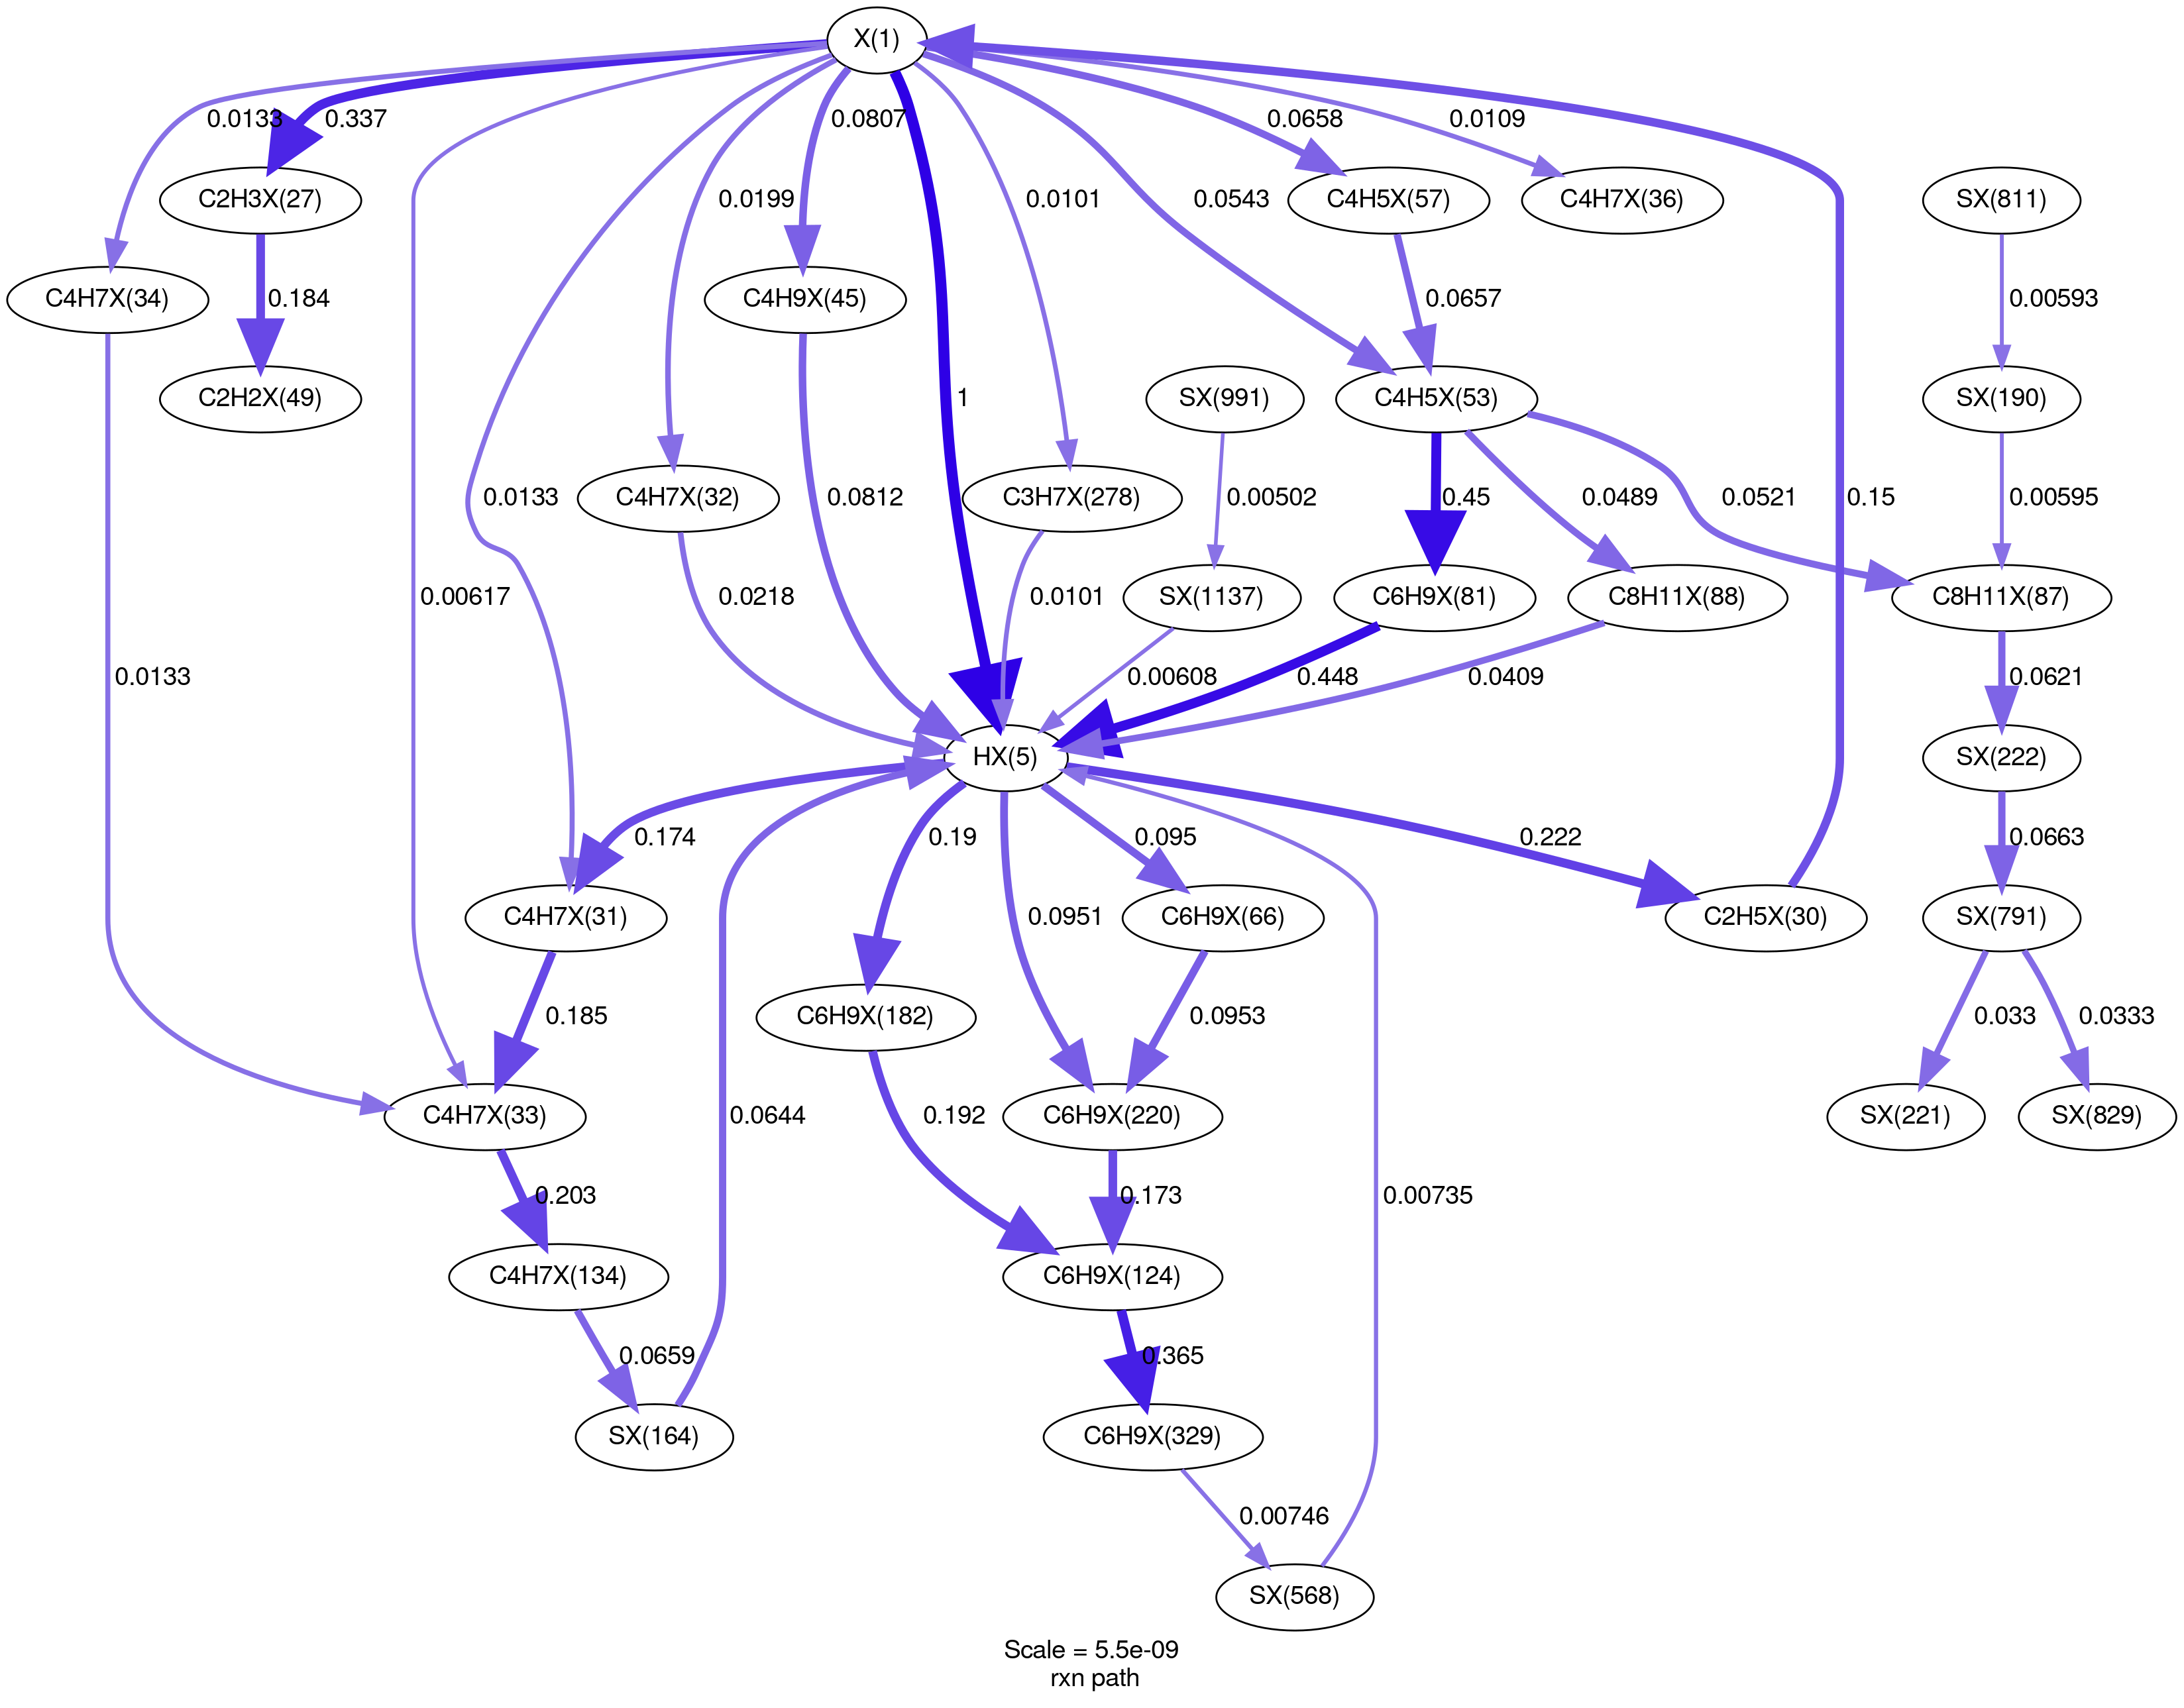 X(1)
0.0133
0.337
0.0807
0.0658
0.0109
C2H3X(27)
0.0199
0.0101
0.0543
C4H5X(57)
C4H7X(36)
SX(811)
C4H7X(34)
0.184
C4H9X(45)
0.0657
0.00593
C2H2X(49)
SX(991)
C4H5X(53)
SX(190)
0.0133
C4H7X(32)
0.0812
1
C3H7X(278)
0.00502
0.45
0.0489
0.0521
0.15
0.00595
0.00617
0.0218
0.0101
SX(1137)
C6H9X(81)
C8H11X(88)
C8H11X(87)
0.0133
0.00608
0.448
0.0409
0.0621
HX(5)
SX(222)
0.174
0.19
0.095
0.222
0.0663
C4H7X(31)
0.0951
C6H9X(66)
C2H5X(30)
SX(791)
0.185
C6H9X(182)
0.0953
0.033
0.0333
C4H7X(33)
0.0644
0.192
C6H9X(220)
SX(221)
SX(829)
0.203
0.173
0.00735
C4H7X(134)
C6H9X(124)
0.0659
0.365
SX(164)
C6H9X(329)
0.00746
SX(568)
Scale = 5.5e-09
rxn path